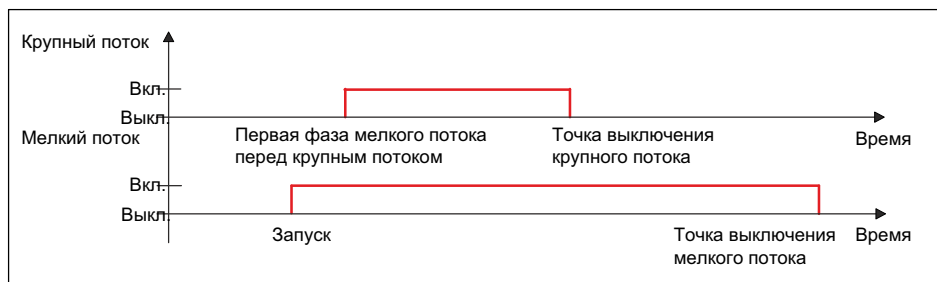 Крупный поток
Вкл.
Выкл.
Первая фаза мелкого потока
перед крупным потоком
Точка выключения
крупного потока
Время
Мелкий поток
Вкл.
Выкл.
Запуск
Точка выключения
мелкого потока
Время